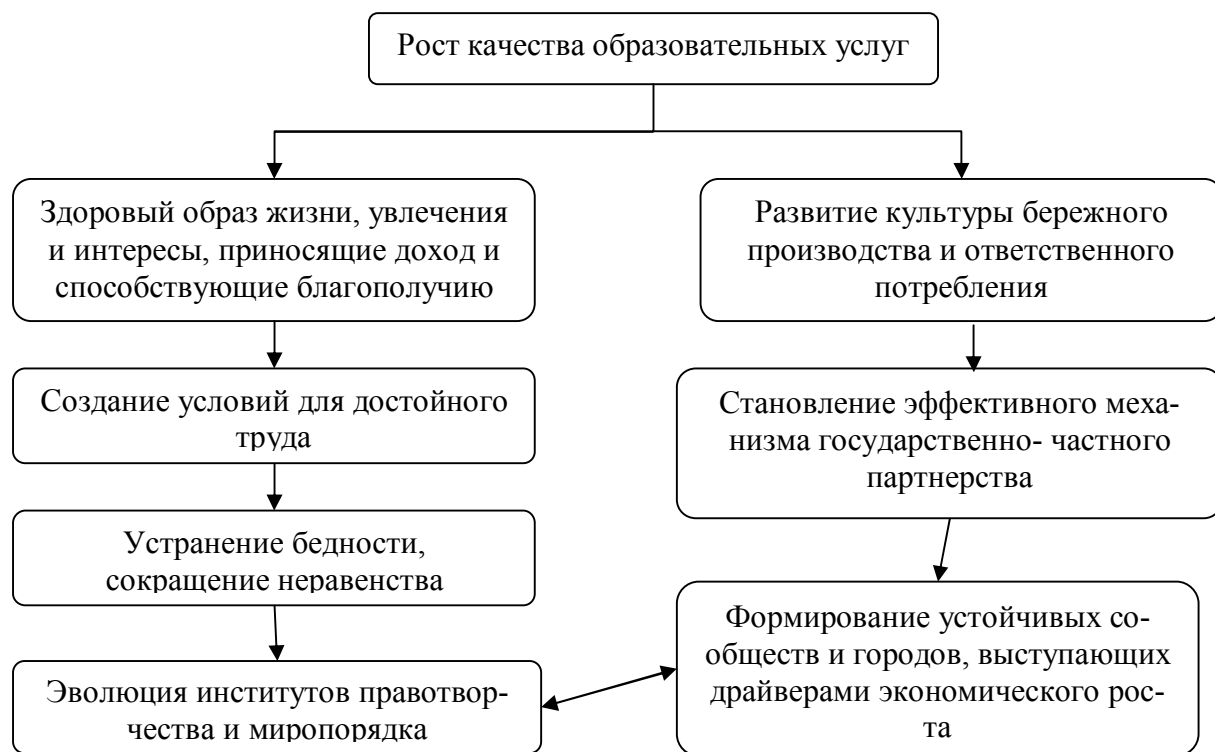 Рост качества образовательных услуг
Здоровый образ жизни, увлечения
и интересы, приносящие доход и
способствующие благополучию
Создание условий для достойного
труда
Устранение бедности,
сокращение неравенства
Эволюция институтов правотвор-
чества и миропорядка
Развитие культуры бережного
производства и ответственного
потребления
Становление эффективного меха-
низма государственно- частного
партнерства
Формирование устойчивых со-
обществ и городов, выступающих
драйверами экономического рос-
та